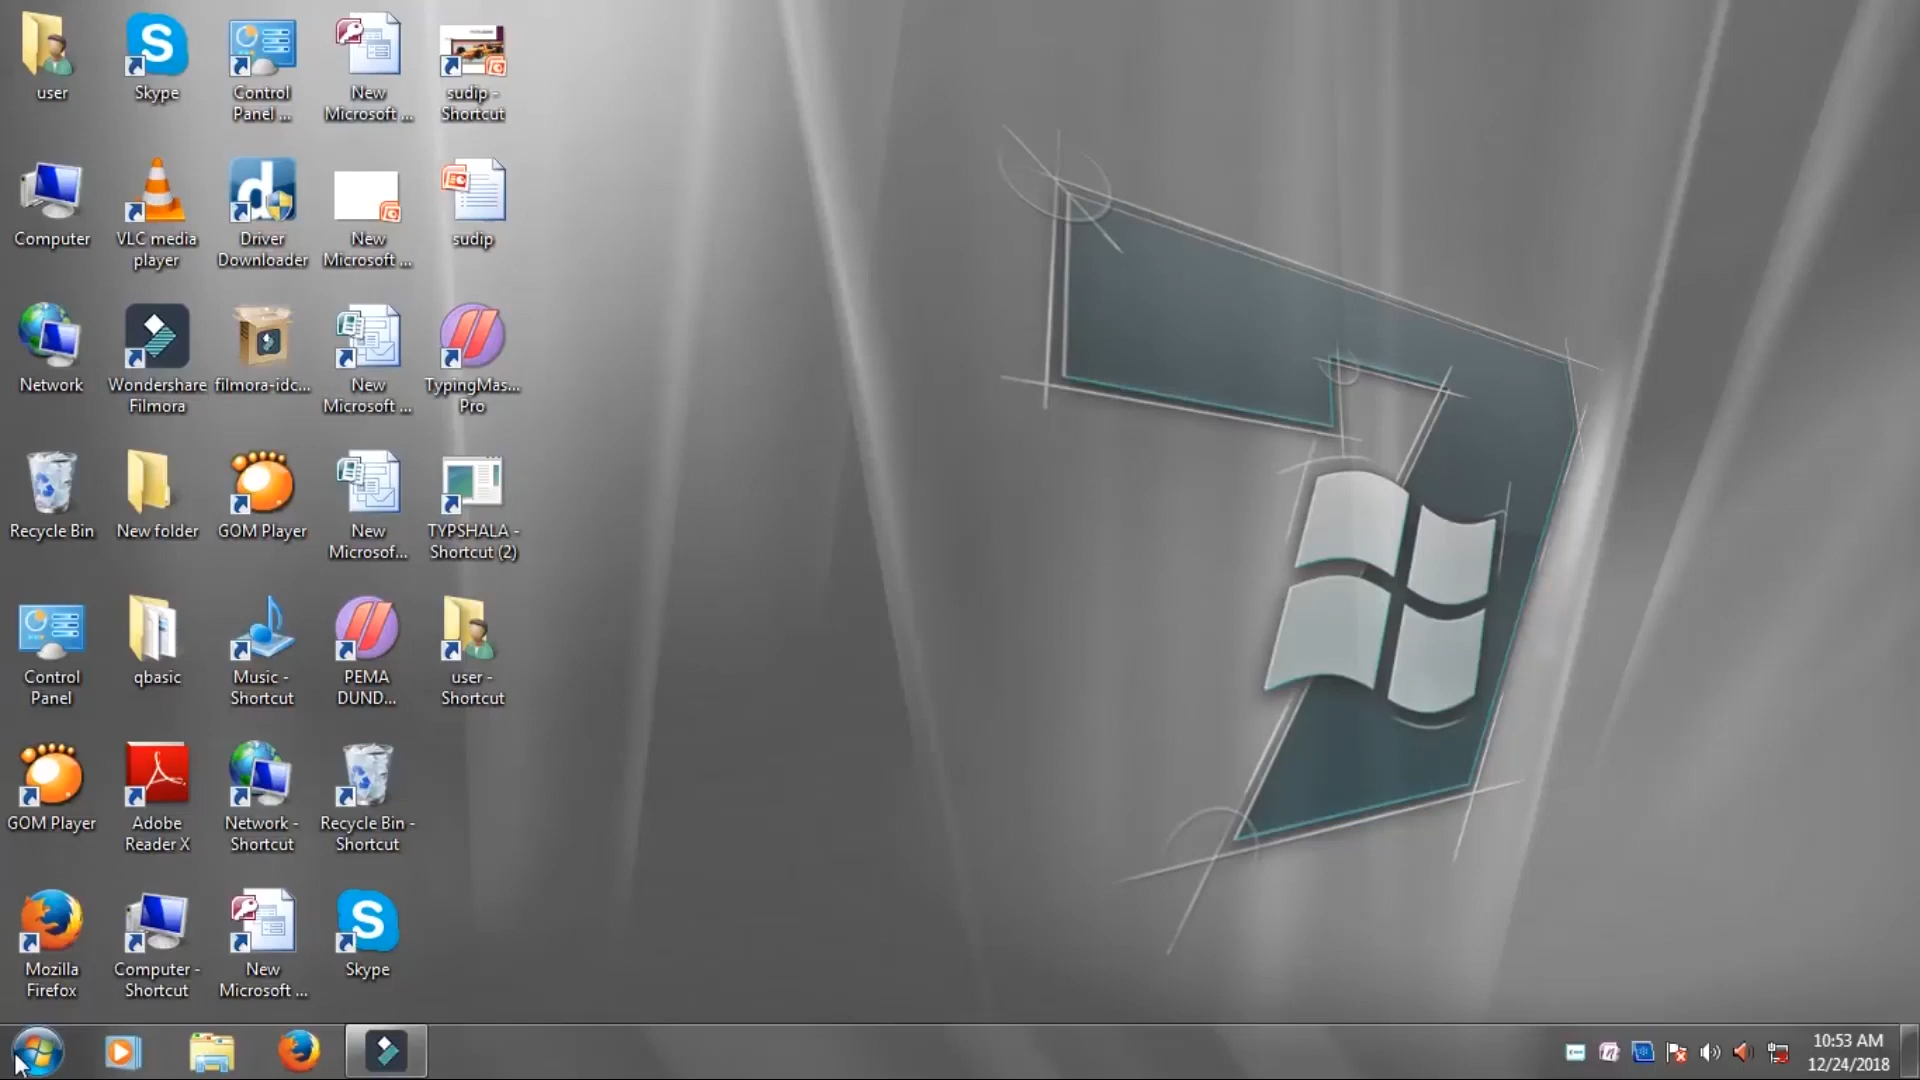 user
Skype
Control
Panel ...
New
Microsoft ...
sudip -
Shortcut
Computer
VLC media
player
Driver
Downloader
New
Microsoft ...
sudip
Network
Wondershare
Filmora
filmora-idc...
New
Microsoft ...
TypingMas...
Pro
Recycle Bin
New folder
GOM Player
New
Microsof...
TYPSHALA -
Shortcut (2)
Control
Panel
qbasic
Music -
Shortcut
PEMA
DUND...
user -
Shortcut
GOM Player
Adobe
Reader X
Network -
Shortcut
Recycle Bin -
Shortcut
Mozilla
Firefox
Computer -
Shortcut
New
Microsoft ...
Skype
10:53 AM
12/24/2018